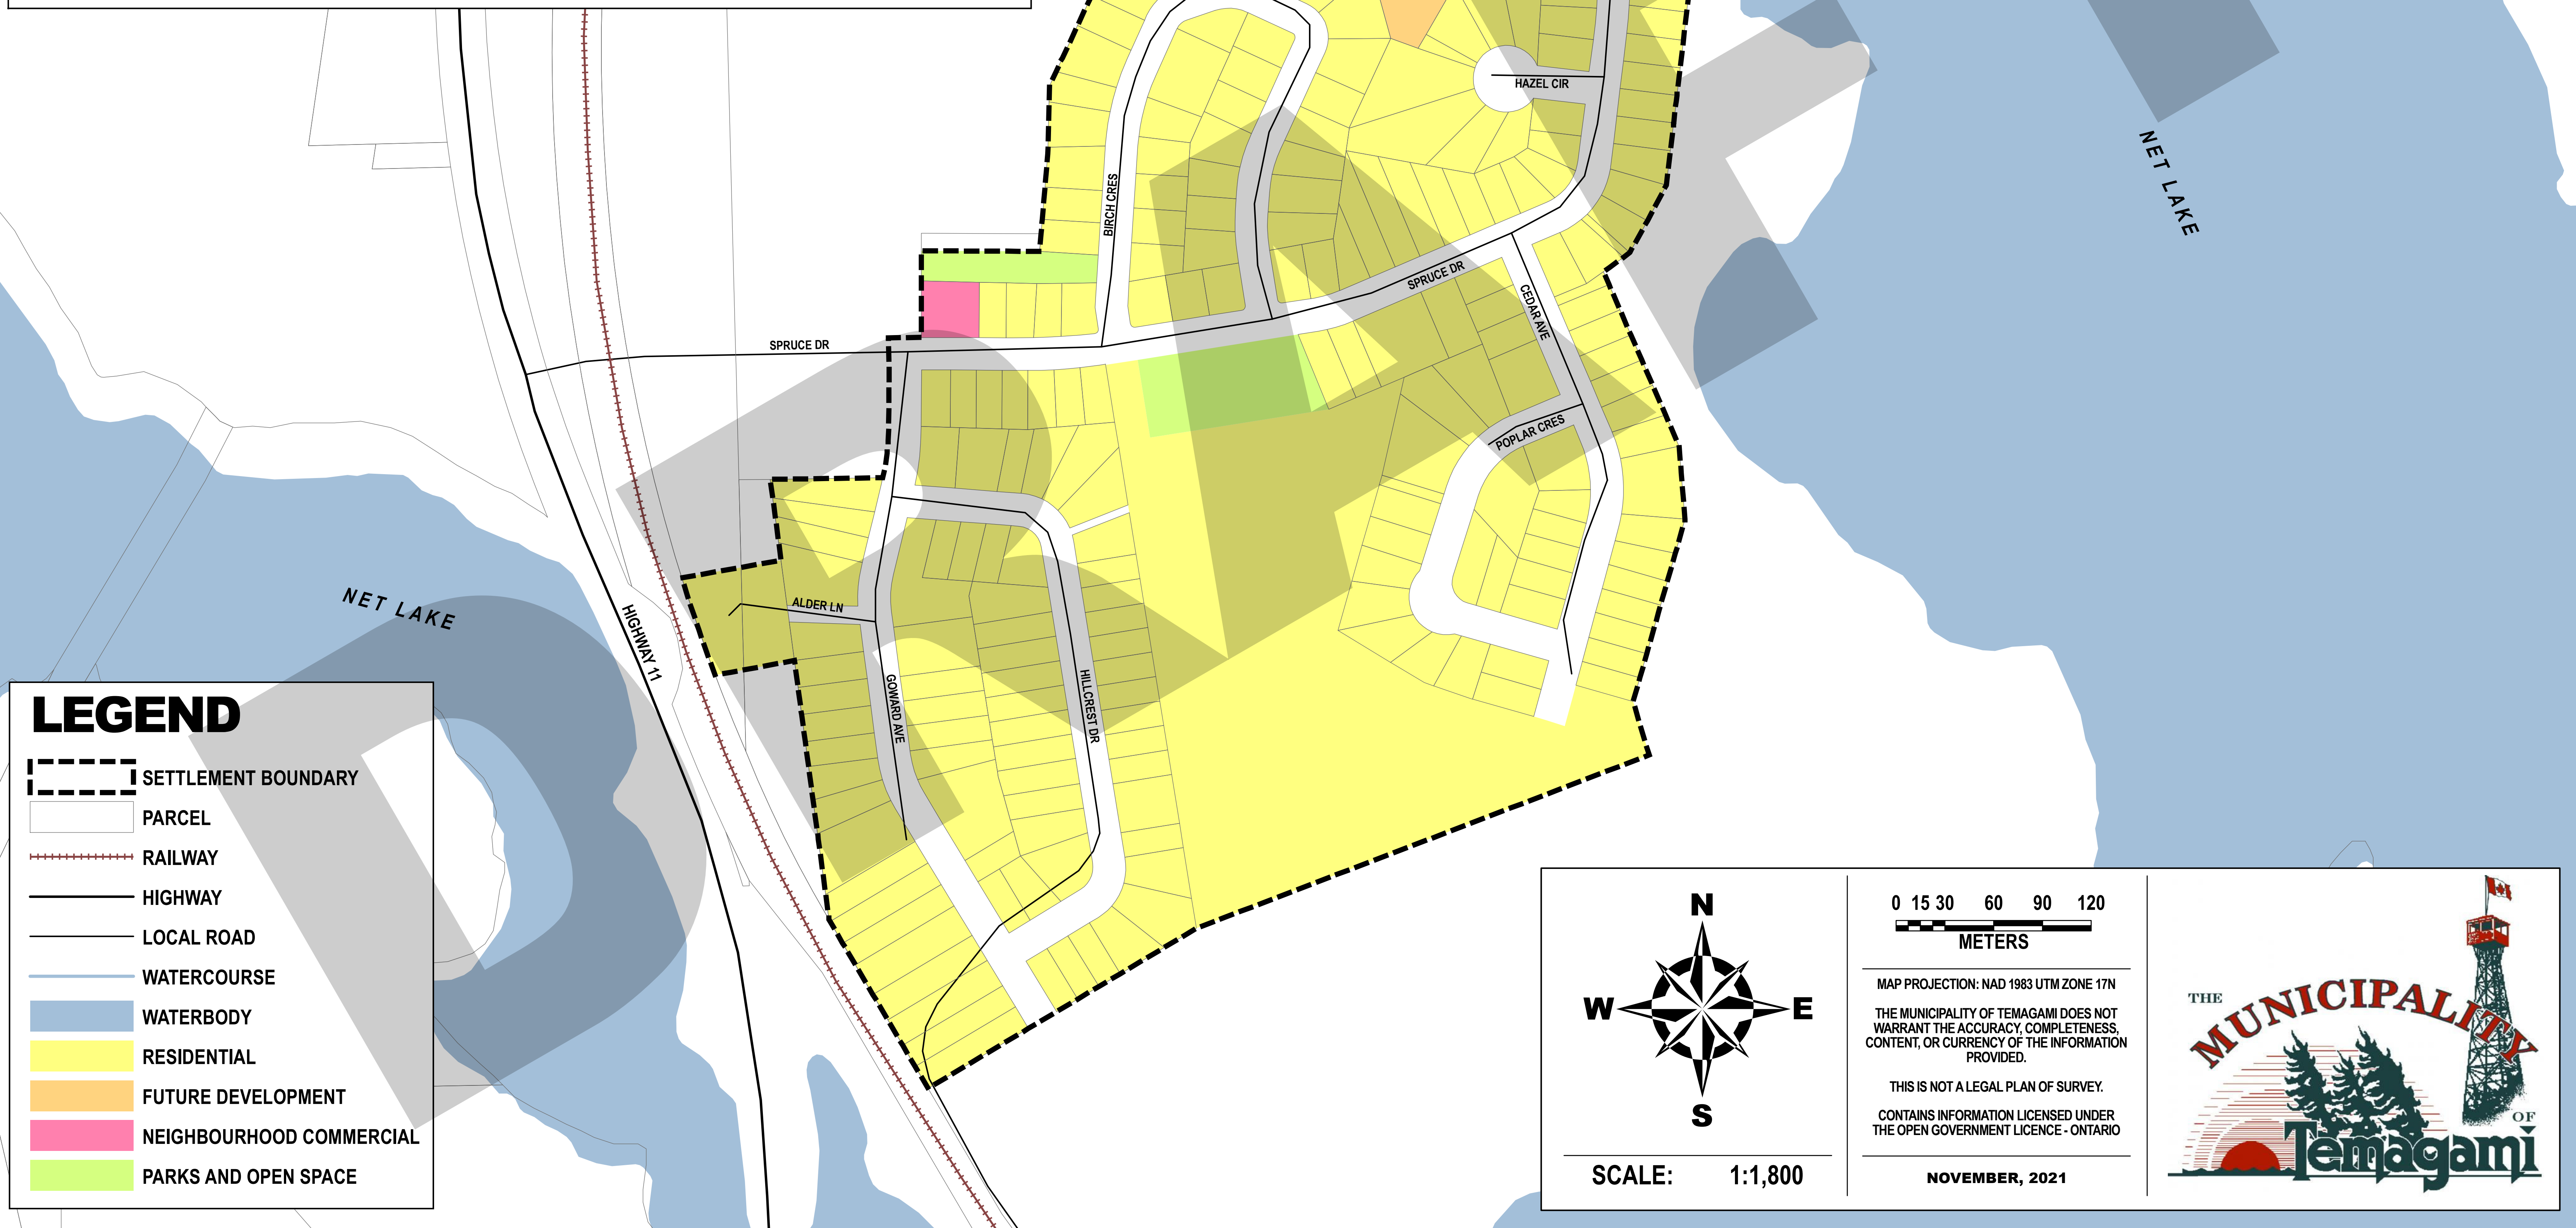 HAZEL CIR
NET LAKE
BIRCH CRES
SPRUCE DR
CEDAR AVE
SPRUCE DR
POPLAR CRES
NET LAKE
HIGHWAY 11
ALDER LN
GOWARD AVE
HILLCREST DR
LEGEND
SETTLEMENT BOUNDARY
PARCEL
RAILWAY
HIGHWAY
LOCAL ROAD
WATERCOURSE
WATERBODY
RESIDENTIAL
FUTURE DEVELOPMENT
NEIGHBOURHOOD COMMERCIAL
PARKS AND OPEN SPACE
N
W
E
S
SCALE: 1:1,800
0 15 30 60 90 120
METERS
MAP PROJECTION: NAD 1983 UTM ZONE 17N
THE MUNICIPALITY OF TEMAGAMI DOES NOT
WARRANT THE ACCURACY, COMPLETENESS,
CONTENT, OR CURRENCY OF THE INFORMATION
PROVIDED.
THIS IS NOT A LEGAL PLAN OF SURVEY.
CONTAINS INFORMATION LICENSED UNDER
THE OPEN GOVERNMENT LICENCE - ONTARIO
NOVEMBER, 2021
THE
MUNICIPALITY
OF
Temagami